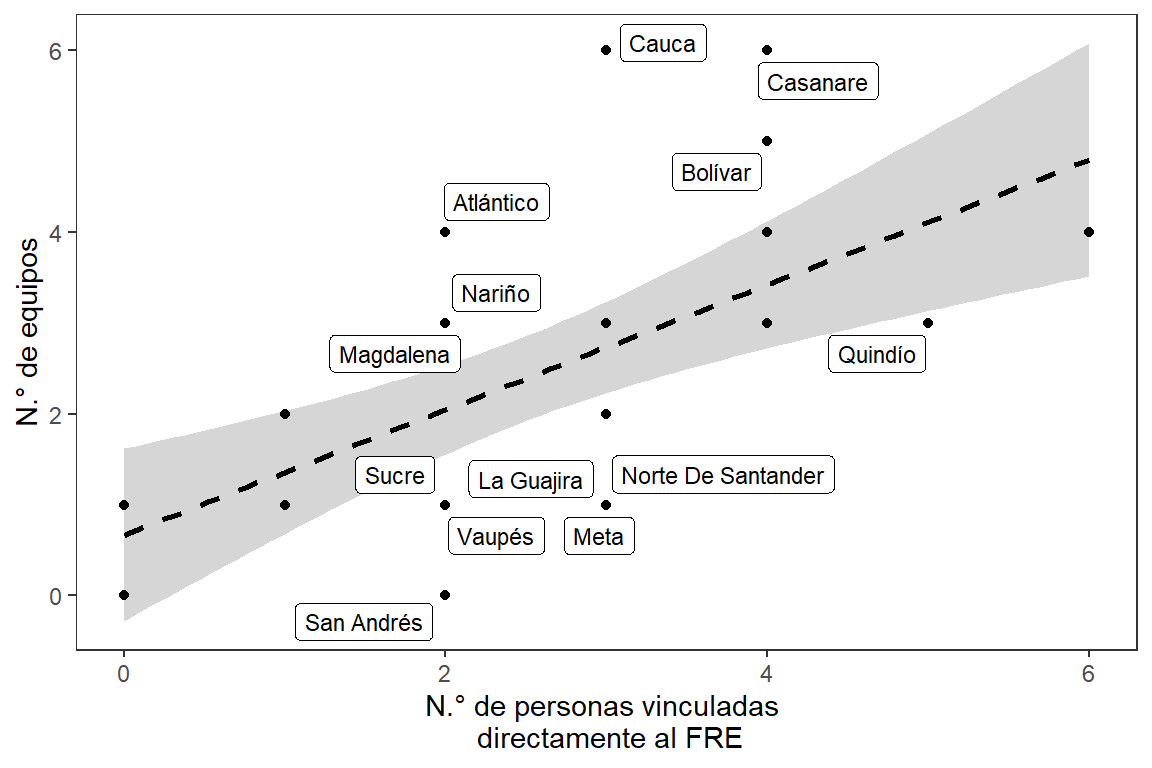 6
Cauca
Casanare
Bolívar
Atlántico
4
Nariño
Magdalena
Quindío
2
Sucre
La Guajira
Norte De Santander
Vaupés
Meta
0
San Andrés
0
2
4
6
N.° de equipos
N.° de personas vinculadas
directamente al FRE